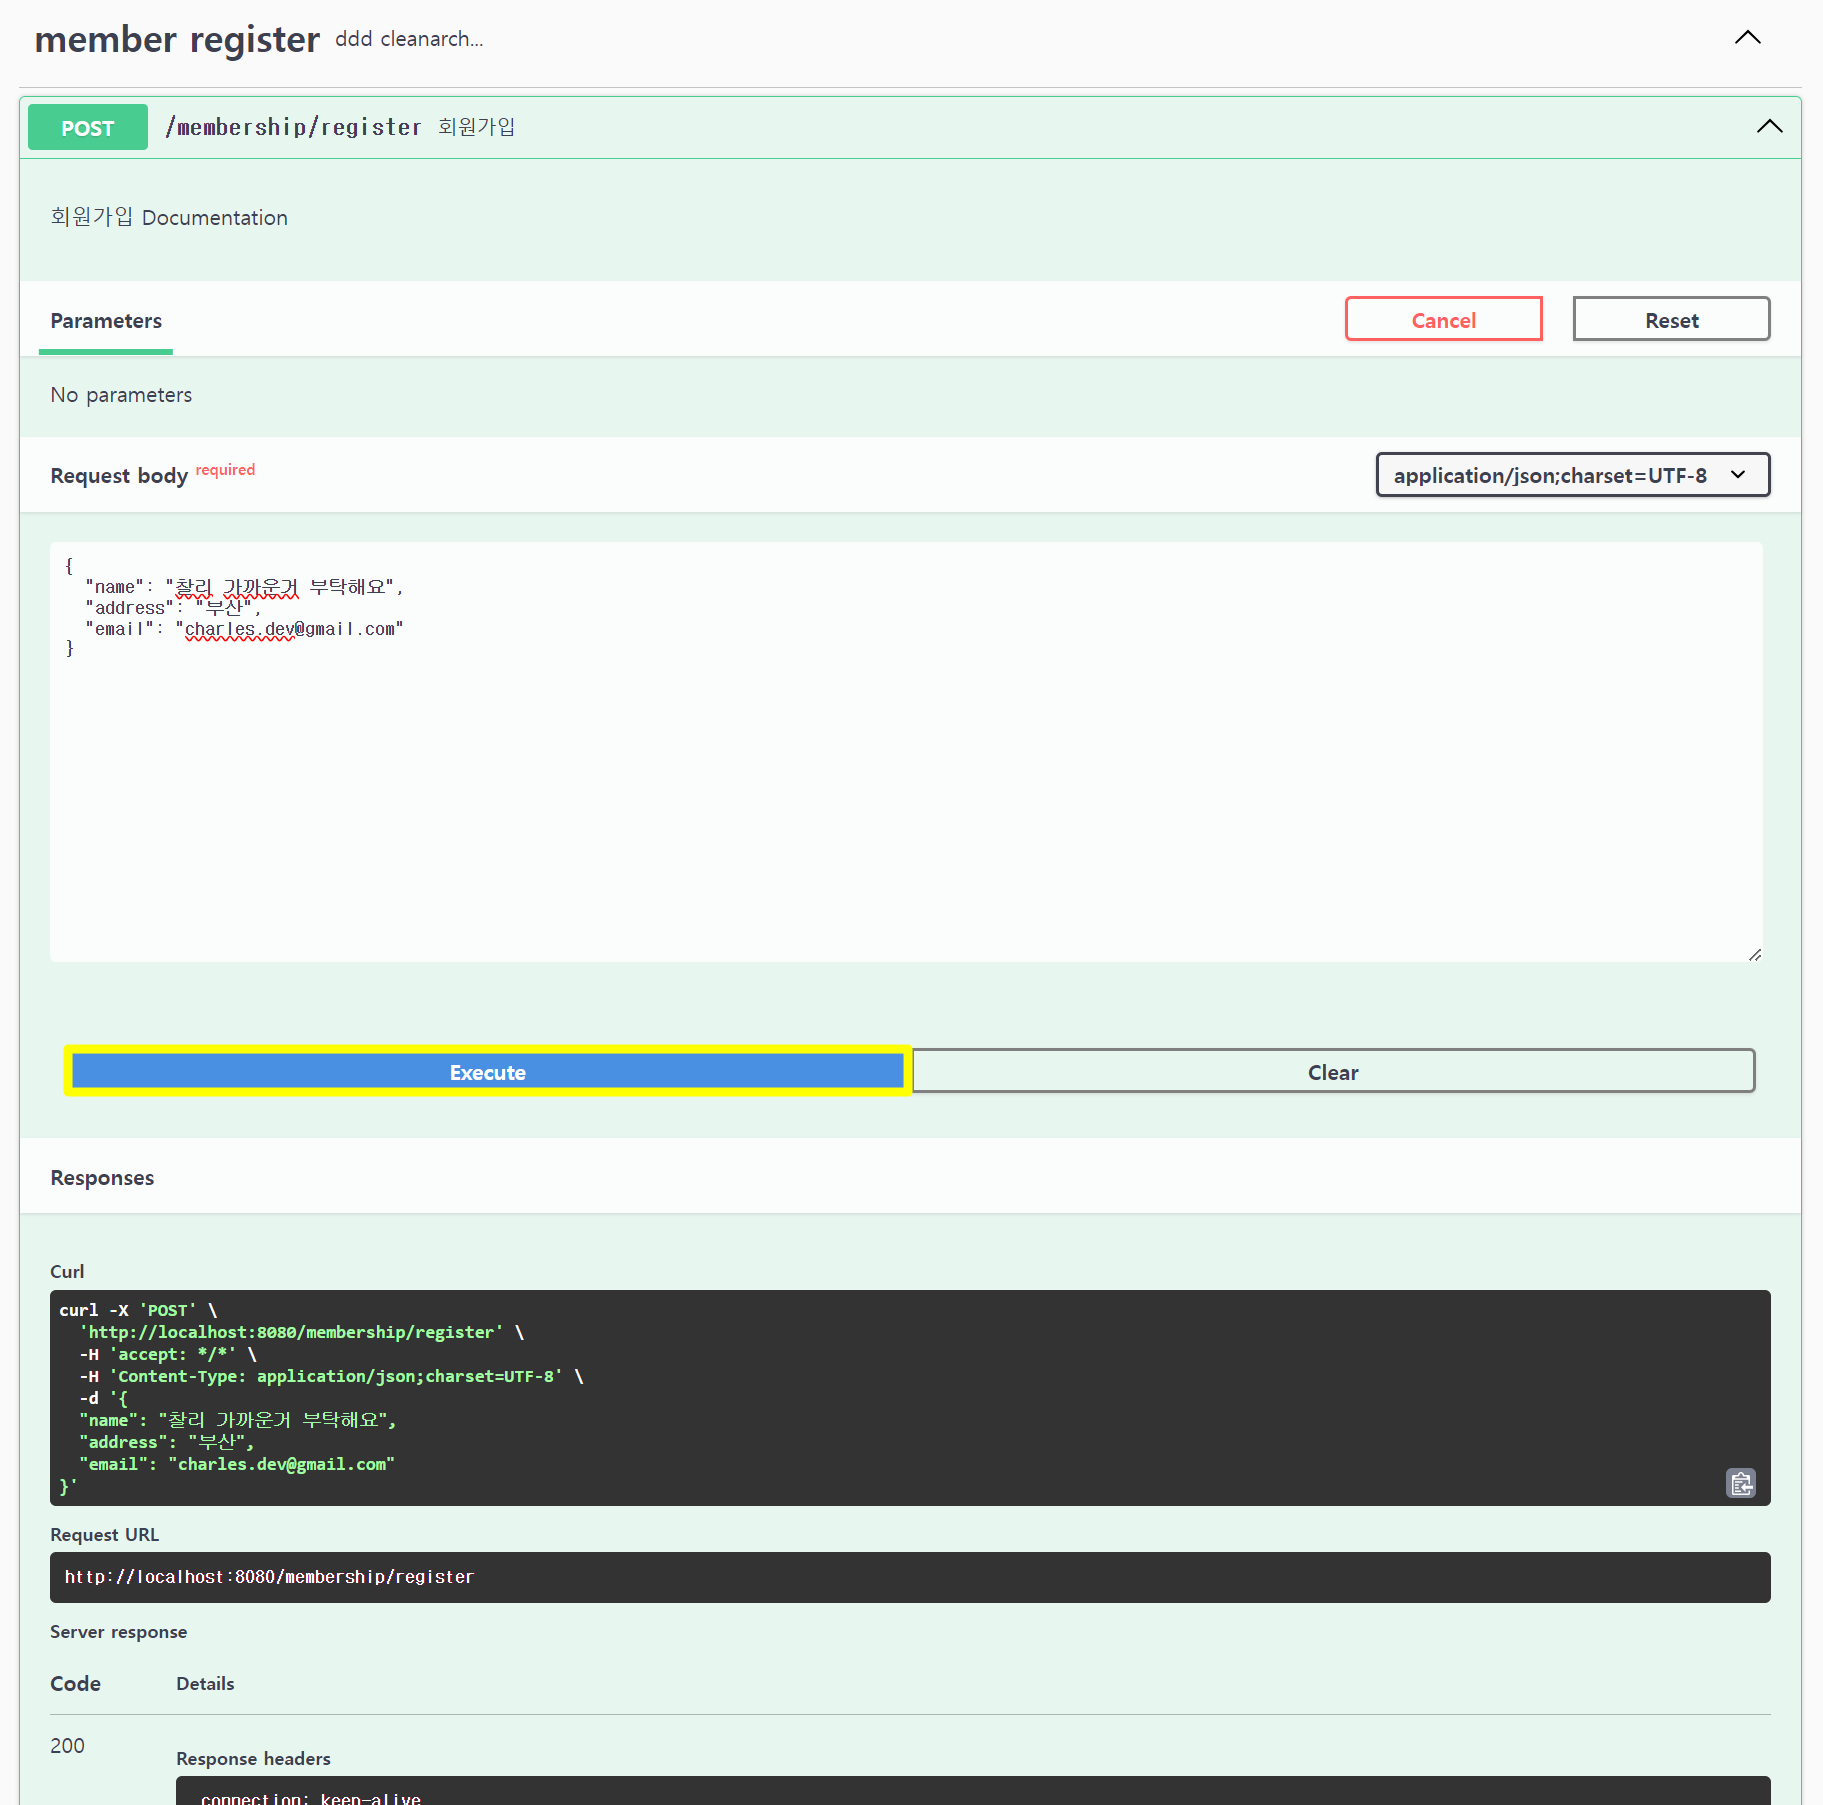 member register ddd cleanarch...
POST /membership/register 회원가입
회원가입 Documentation
Parameters
Cancel
Reset
No parameters
Request body required
application/json;charset=UTF-8
{
  "name": "찰리 가까운거 부탁해요",
  "address": "부산",
  "email": "charles.dev@gmail.com"
}
Execute
Clear
Responses
Curl
curl -X 'POST' \
  'http://localhost:8080/membership/register' \
  -H 'accept: */*' \
  -H 'Content-Type: application/json;charset=UTF-8' \
  -d '{
  "name": "찰리 가까운거 부탁해요",
  "address": "부산",
  "email": "charles.dev@gmail.com"
}'
Request URL
http://localhost:8080/membership/register
Server response
Code Details
200
Response headers
connection: keep-alive